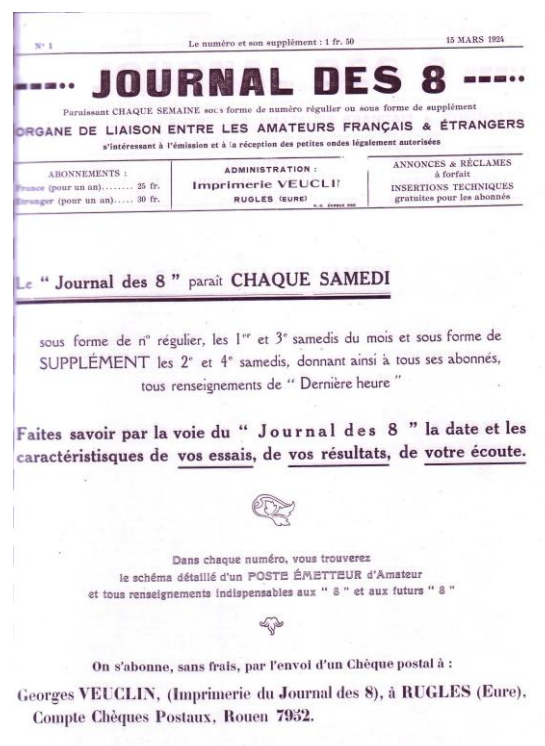 N° 1
Le numéro et son supplément : 1 fr. 50
15 MARS 1924
JOURNAL DES 8
Paraissant CHAQUE SEMAINE sous forme de numéro régulier ou sous forme de supplément
ORGANE DE LIAISON ENTRE LES AMATEURS FRANÇAIS & ÉTRANGERS
s'intéressant à l'émission et à la réception des petites ondes légalement autorisées
ABONNEMENTS :
France (pour un an)........ 25 fr.
Etranger (pour un an)..... 30 fr.
ADMINISTRATION :
Imprimerie VEUCLIN
RUGLES (EURE)
ANNONCES & RÉCLAMES
à forfait
INSERTIONS TECHNIQUES
gratuites pour les abonnés
Le “ Journal des 8 ” paraît CHAQUE SAMEDI
sous forme de n° régulier, les 1er et 3e samedis du mois et sous forme de
SUPPLÉMENT les 2e et 4e samedis, donnant ainsi à tous ses abonnés,
tous renseignements de “ Dernière heure ”
Faites savoir par la voie du “ Journal des 8 ” la date et les
caractéristisques de vos essais, de vos résultats, de votre écoute.
Dans chaque numéro, vous trouverez
le schéma détaillé d'un POSTE ÉMETTEUR d'Amateur
et tous renseignements indispensables aux “ 8 ” et aux futurs “ 8 ”
On s'abonne, sans frais, par l'envoi d'un Chèque postal à :
Georges VEUCLIN, (Imprimerie du Journal des 8), à RUGLES (Eure).
Compte Chèques Postaux, Rouen 7952.